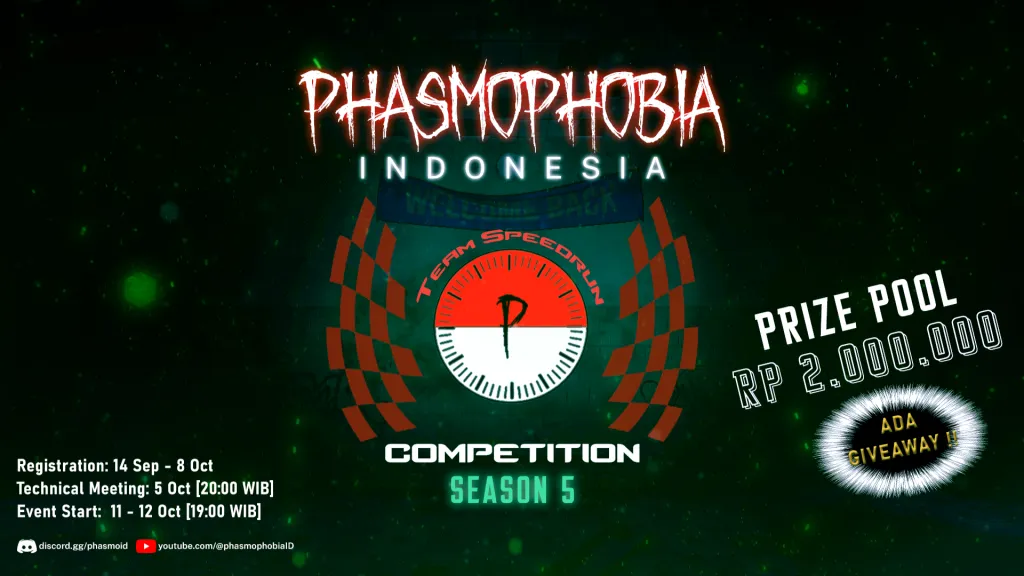 PHASMOPHOBIA
INDONESIA
WELCOME BACK
TEAM SPEEDRUN
P
COMPETITION
SEASON 5
PRIZE POOL
RP 2.000.000
ADA
GIVEAWAY !!
Registration: 14 Sep - 8 Oct
Technical Meeting: 5 Oct [20:00 WIB]
Event Start: 11 - 12 Oct [19:00 WIB]
discord.gg/phasmoid
youtube.com/@phasmophobiaID